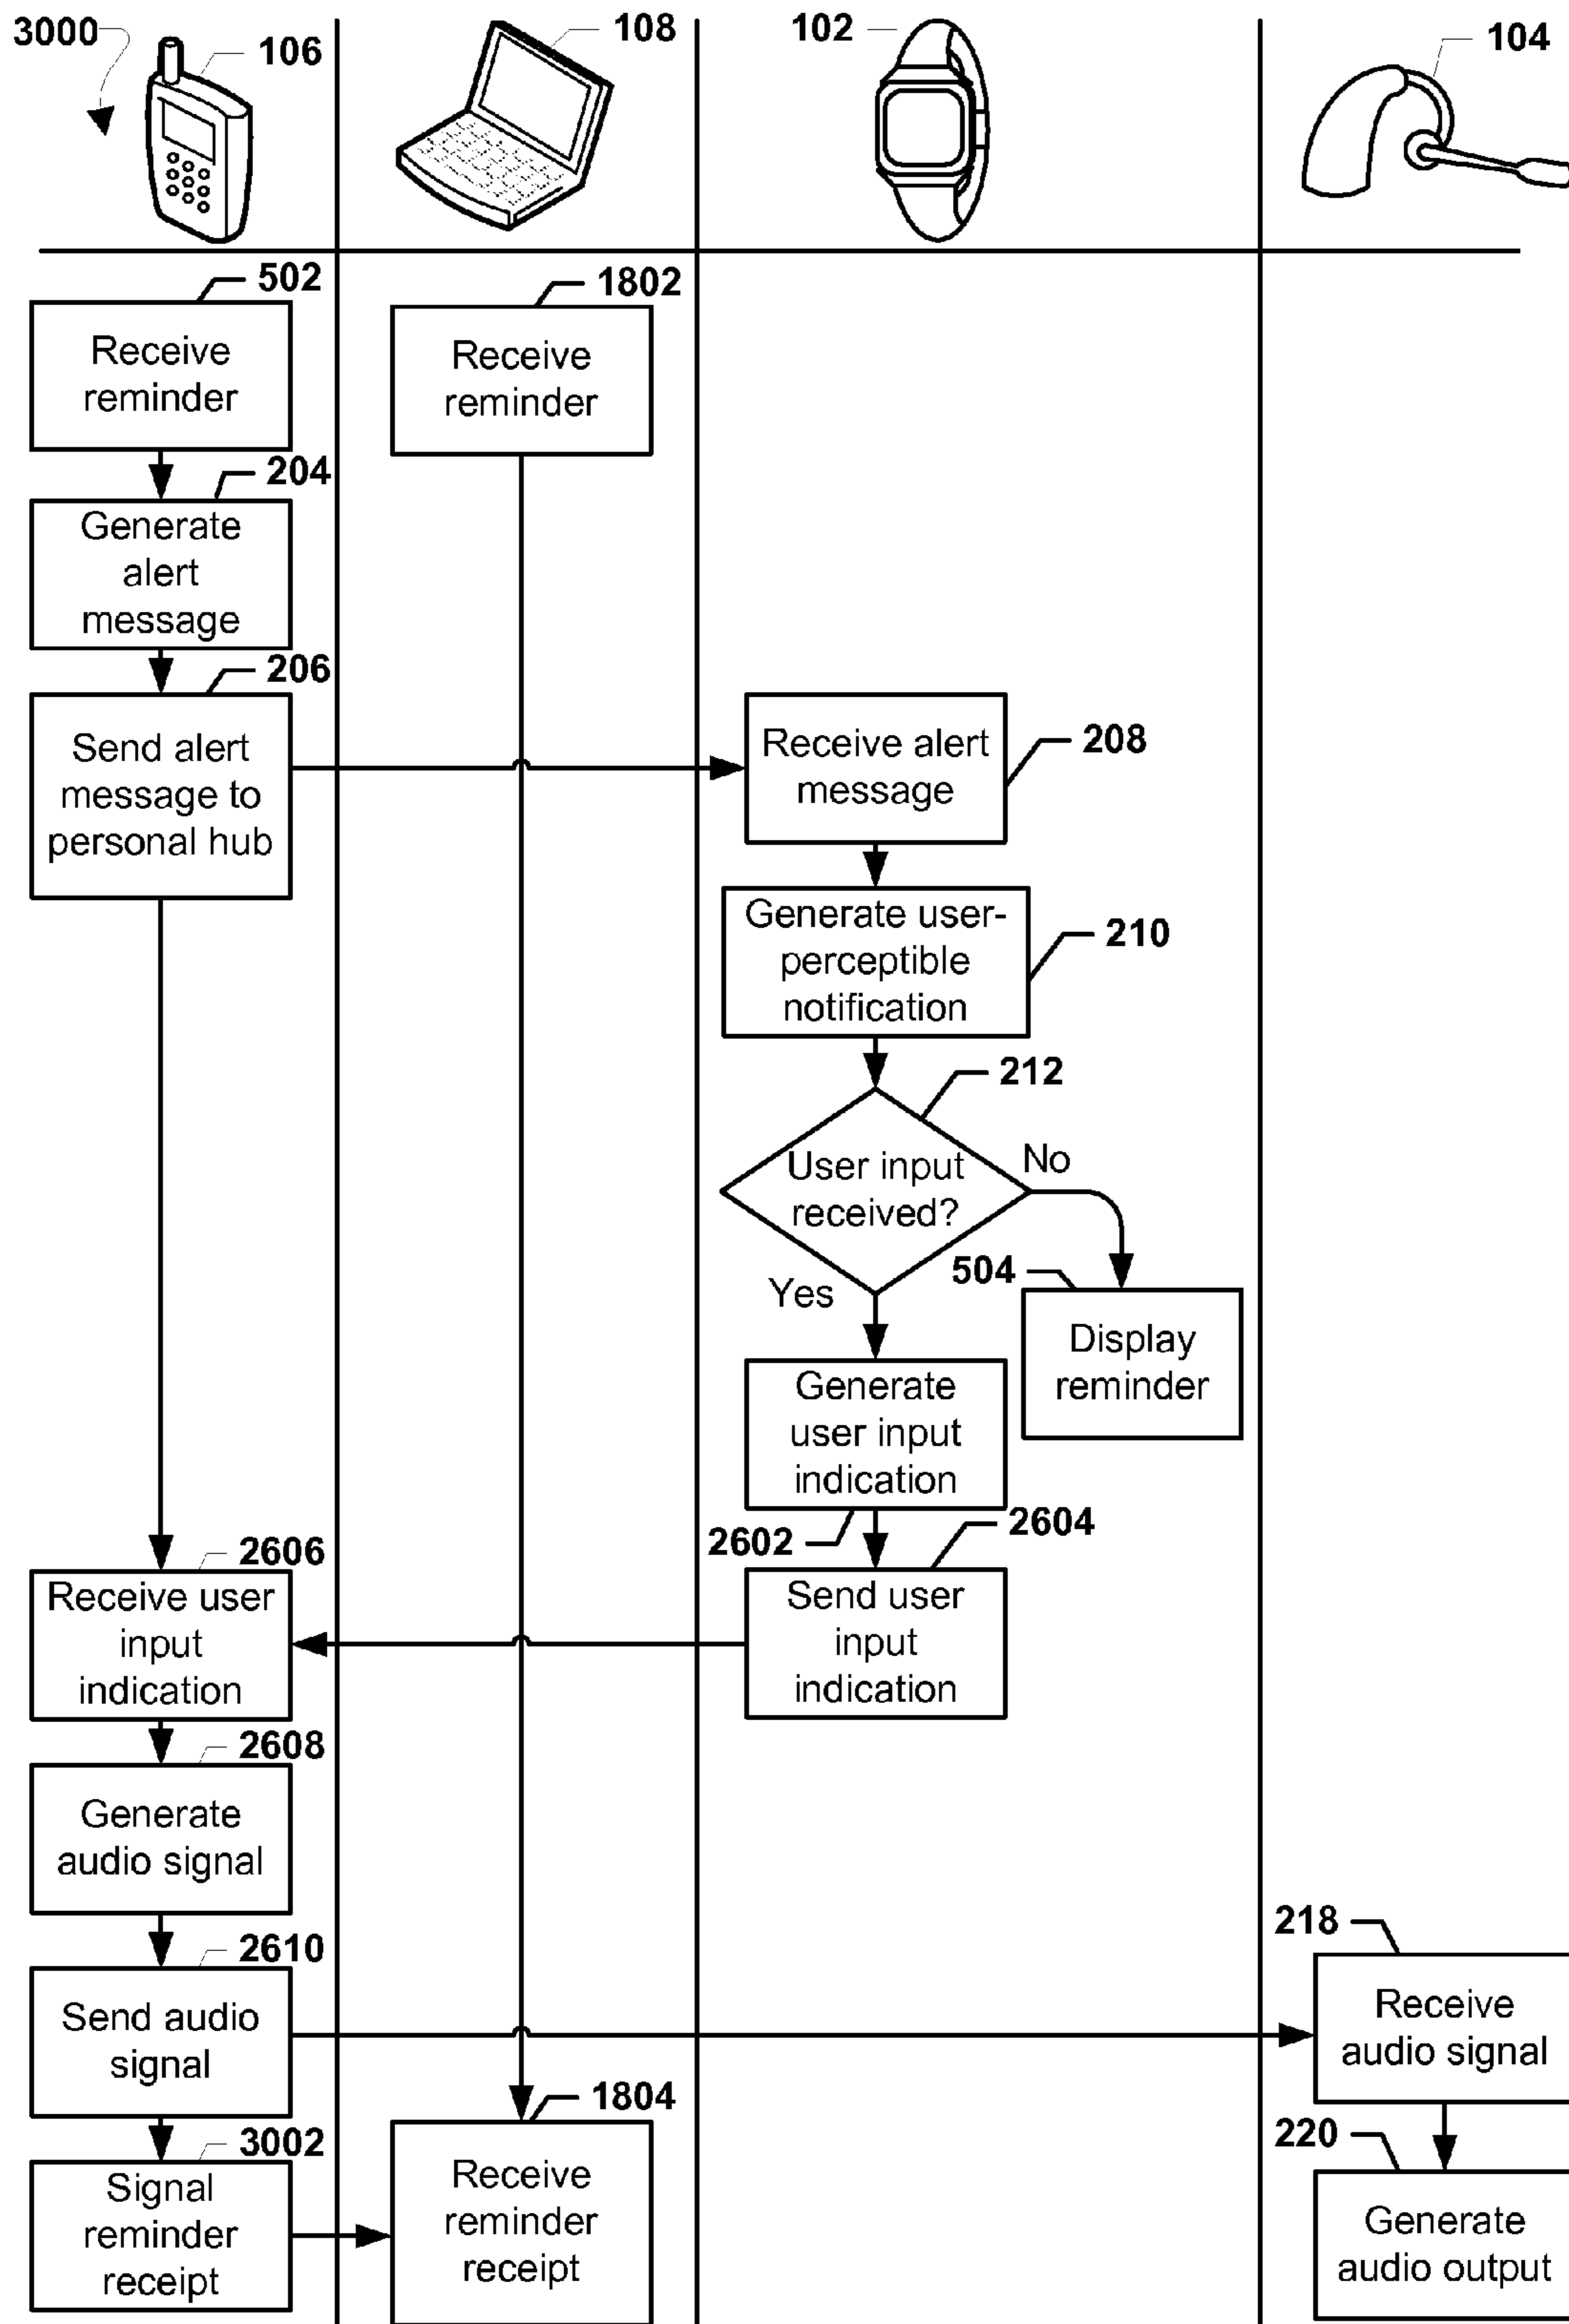 3000
106
108
102
104
502
Receive
reminder
1802
Receive
reminder
204
Generate
alert
message
206
Send alert
message to
personal hub
Receive alert
message
208
Generate user-
perceptible
notification
210
212
User input
received?
No
Yes
504
Display
reminder
Generate
user input
indication
2602
2604
Send user
input
indication
2606
Receive user
input
indication
2608
Generate
audio signal
2610
Send audio
signal
218
Receive
audio signal
3002
Signal
reminder
receipt
1804
Receive
reminder
receipt
220
Generate
audio output